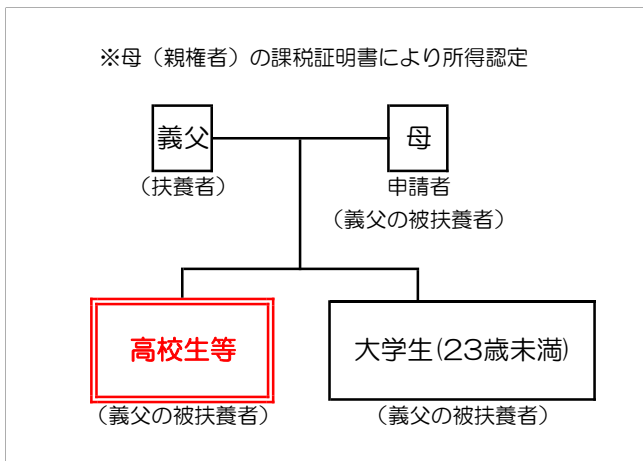 ※母（親権者）の課税証明書により所得認定
義父
母
（扶養者）
申請者
（義父の被扶養者）
高校生等
大学生(23歳未満)
（義父の被扶養者）
（義父の被扶養者）